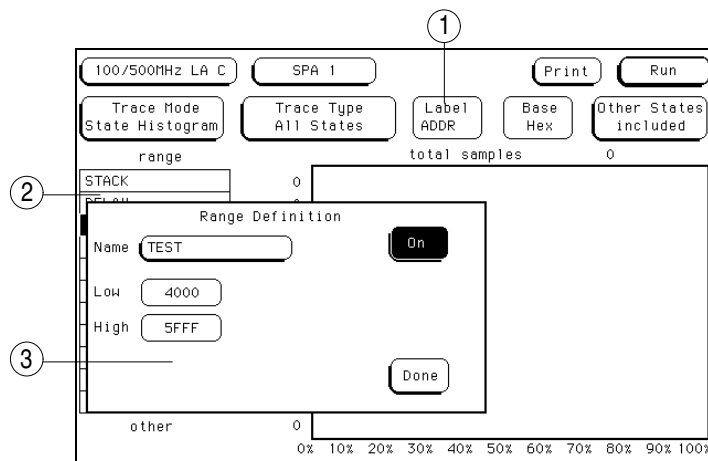 1
100/500MHz LA C SPA 1 Print Run
Trace Mode Trace Type Label Base Other States
State Histogram All States ADDR Hex included
range total samples 0
STACK 0
2
Range Definition
Name TEST On
Low 4000
High 5FFF
3
Done
other 0
0% 10% 20% 30% 40% 50% 60% 70% 80% 90% 100%